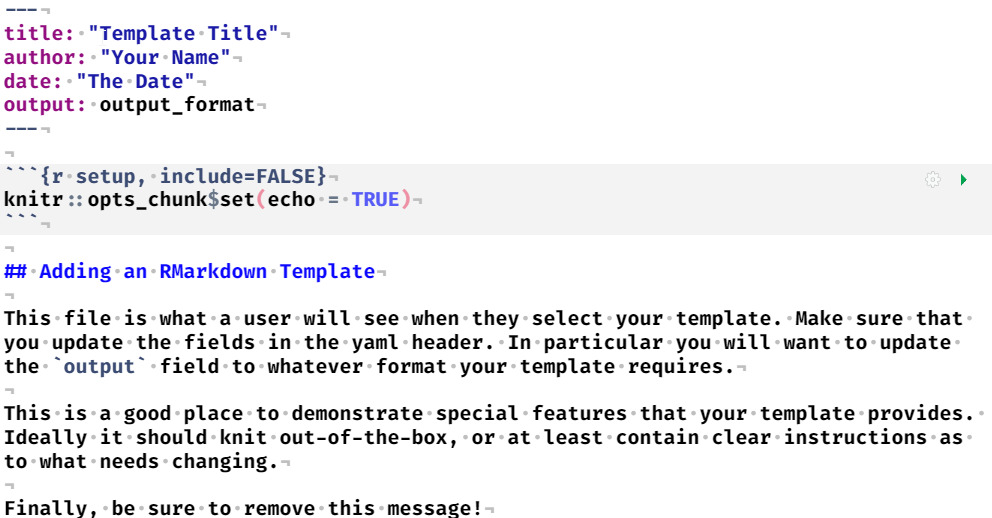 ---
title: "Template Title"
author: "Your Name"
date: "The Date"
output: output_format
---
```{r setup, include=FALSE}
knitr::opts_chunk$set(echo = TRUE)
```
## Adding an RMarkdown Template
This file is what a user will see when they select your template. Make sure that
you update the fields in the yaml header. In particular you will want to update
the `output` field to whatever format your template requires.
This is a good place to demonstrate special features that your template provides.
Ideally it should knit out-of-the-box, or at least contain clear instructions as
to what needs changing.
Finally, be sure to remove this message!